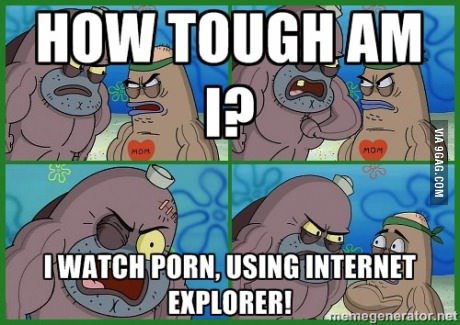 HOW TOUGH AM
I?
MOM
MOM
VIA 9GAG.COM
I WATCH PORN, USING INTERNET
EXPLORER!
memegenerator.net